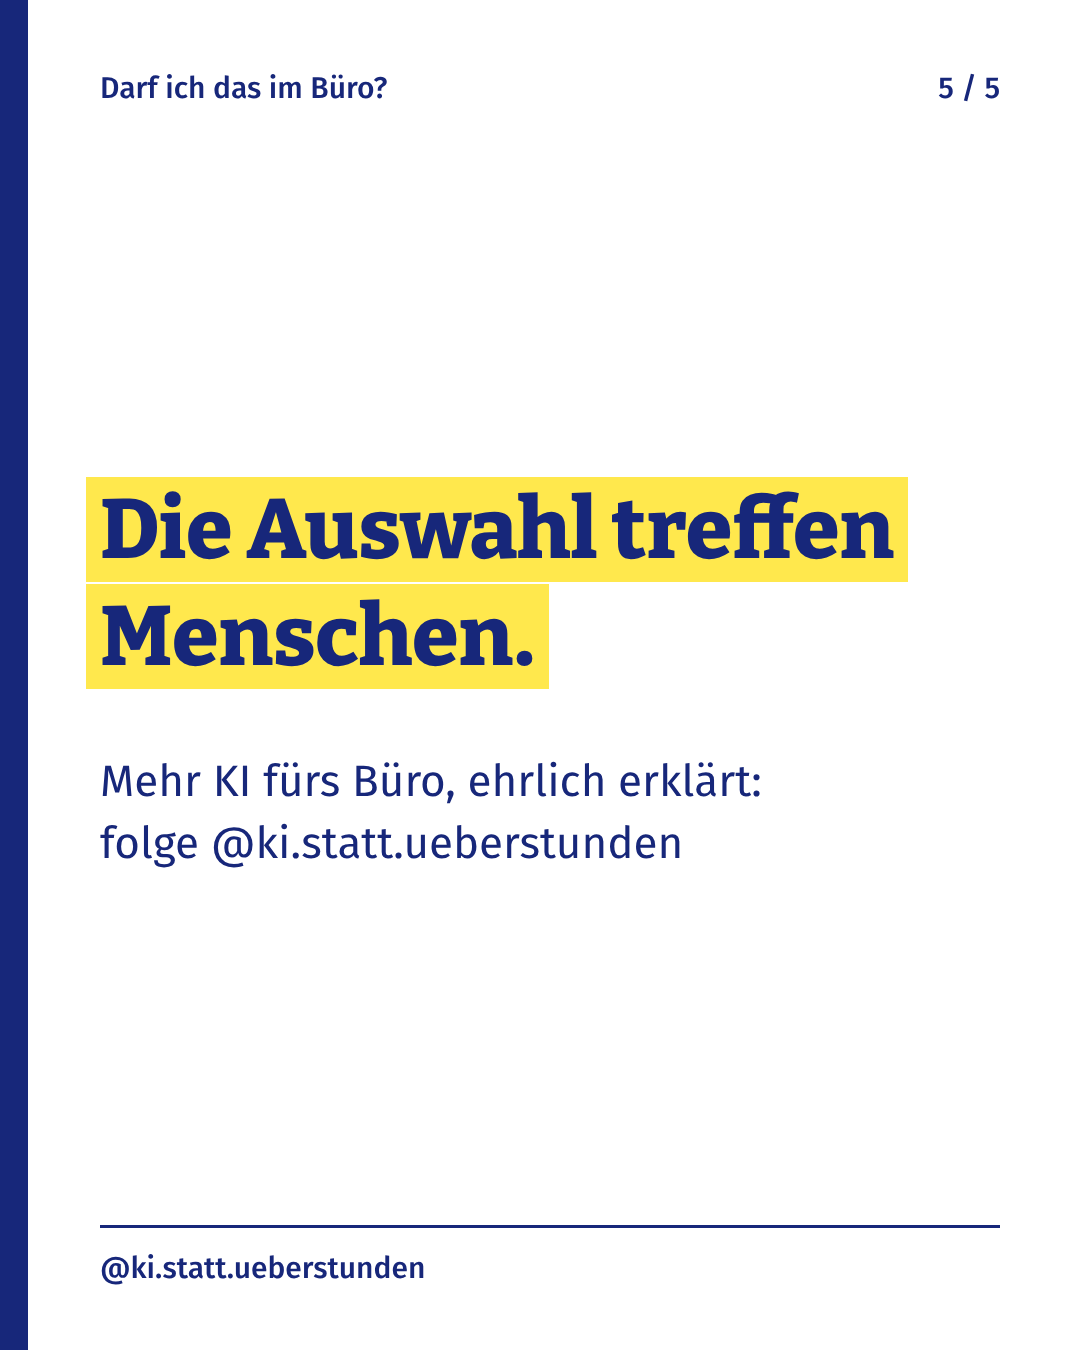 Darf ich das im Büro?
5 / 5
Die Auswahl treffen
Menschen.
Mehr KI fürs Büro, ehrlich erklärt:
folge @ki.statt.ueberstunden
@ki.statt.ueberstunden